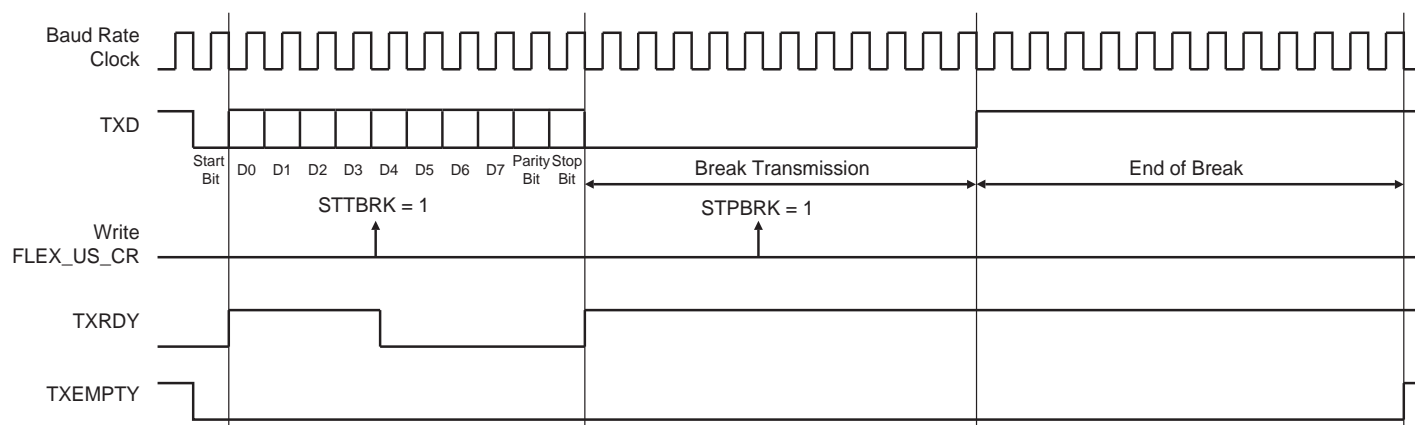 Baud Rate
Clock
TXD
Start
Bit
D0 D1 D2 D3 D4 D5 D6 D7
Parity
Bit
Stop
Bit
Break Transmission
End of Break
STTBRK = 1
STPBRK = 1
Write
FLEX_US_CR
TXRDY
TXEMPTY